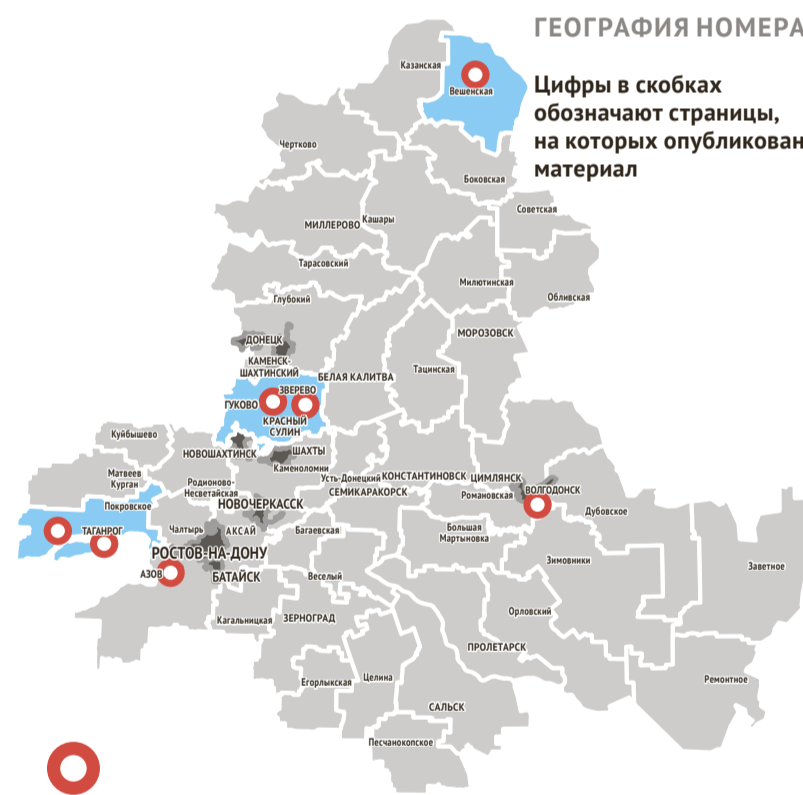 ГЕОГРАФИЯ НОМЕРА
Цифры в скобках
обозначают страницы,
на которых опубликован
материал
Казанская
Вешенская
Чертково
Боковская
Советская
МИЛЛЕРОВО
Кашары
Тарасовский
Милютинская
Обливская
Глубокий
МОРОЗОВСК
ДОНЕЦК
КАМЕНСК-
ШАХТИНСКИЙ
Тацинская
БЕЛАЯ КАЛИТВА
ЗВЕРЕВО
ГУКОВО
КРАСНЫЙ
СУЛИН
Куйбышево
НОВОШАХТИНСК
ШАХТЫ
Каменоломни
Матвеев
Курган
Родионово-
Несветайская
Усть-Донецкий
КОНСТАНТИНОВСК
ЦИМЛЯНСК
СЕМИКАРАКОРСК
Романовская
ВОЛГОДОНСК
Покровское
НОВОЧЕРКАССК
Дубовское
ТАГАНРОГ
Чалтырь
АКСАЙ
Багаевская
Большая
Мартыновка
РОСТОВ-НА-ДОНУ
Зимовники
Заветное
АЗОВ
БАТАЙСК
Веселый
Кагальницкая
ЗЕРНОГРАД
Орловский
ПРОЛЕТАРСК
Егорлыкская
Целина
Ремонтное
САЛЬСК
Песчанокопское